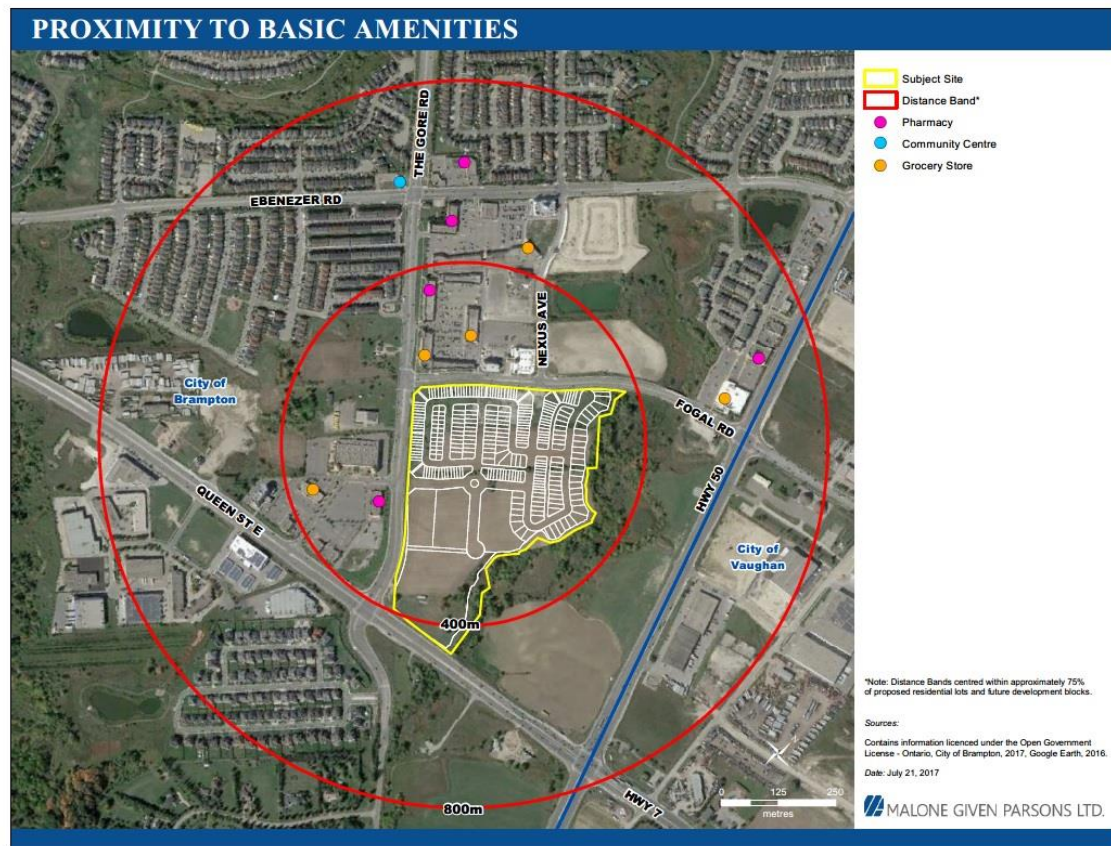 PROXIMITY TO BASIC AMENITIES
Subject Site
Distance Band*
Pharmacy
Community Centre
Grocery Store
THE GORE RD
EBENEZER RD
NEXUS AVE
City of
Brampton
FOGAL RD
QUEEN ST E
HWY 50
City of
Vaughan
400m
800m
HWY 7
0 125 250
metres
*Note: Distance Bands centred within approximately 75%
of proposed residential lots and future development blocks.
Sources:
Contains information licenced under the Open Government
License - Ontario, City of Brampton, 2017, Google Earth, 2016.
Date: July 21, 2017
MALONE GIVEN PARSONS LTD.